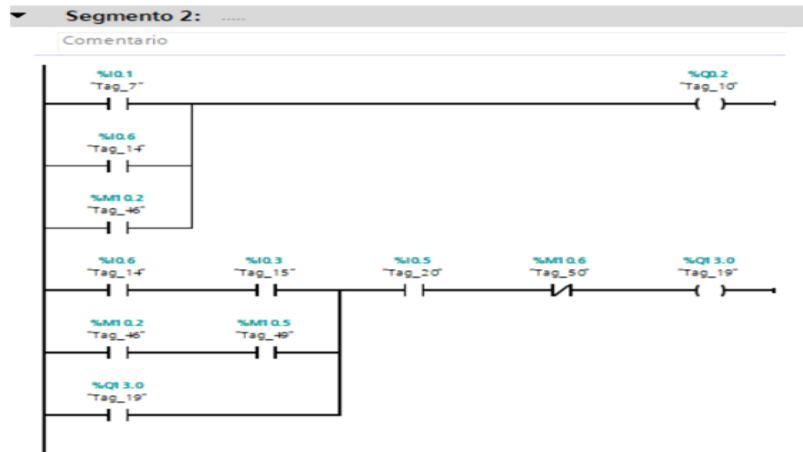 Segmento 2: .....
Comentario
%I0.1 %Q0.2
"Tag_7" "Tag_10"
%I0.6
"Tag_14"
%M10.2
"Tag_46"
%I0.6 %I0.3 %I0.5 %M10.6 %Q13.0
"Tag_14" "Tag_15" "Tag_20" "Tag_50" "Tag_19"
%M10.2 %M10.5
"Tag_46" "Tag_49"
%Q13.0
"Tag_19"